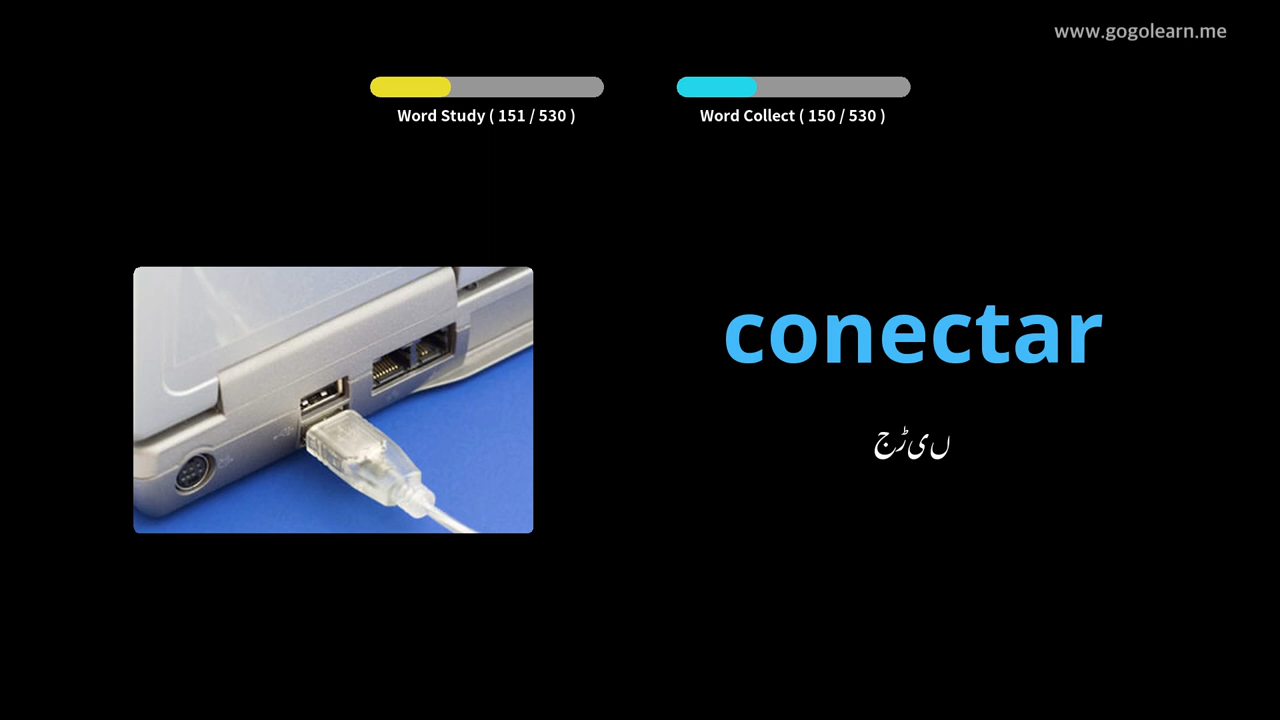 www.gogolearn.me
Word Study ( 151 / 530 )
Word Collect ( 150 / 530 )
conectar
جڑیں